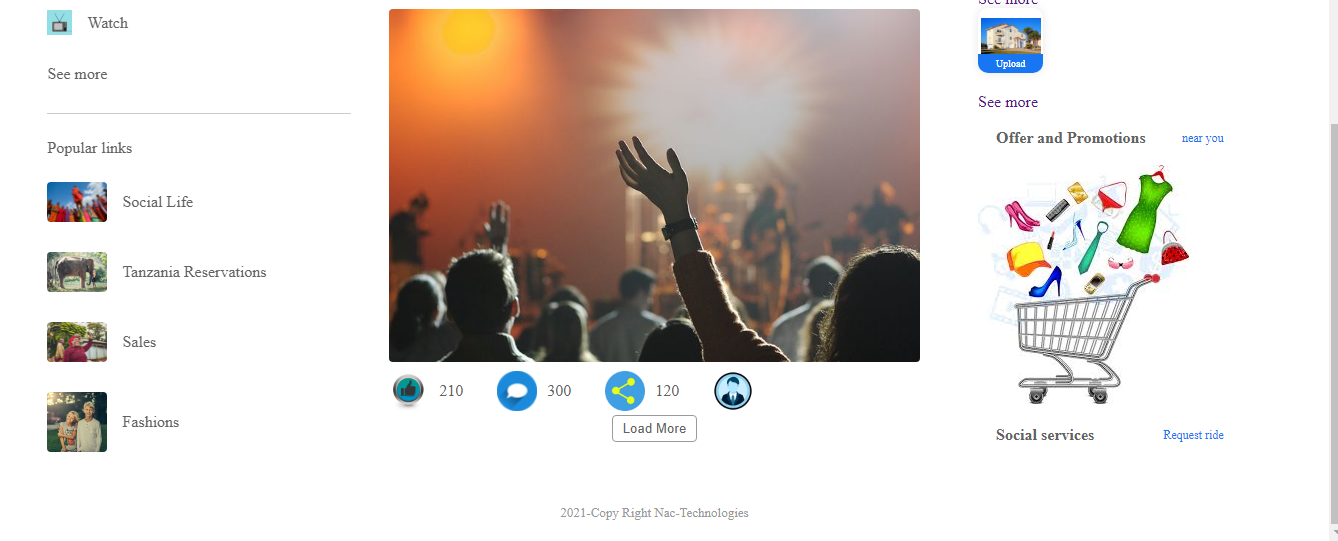 Watch
See more
Popular links
Social Life
Tanzania Reservations
Sales
Fashions
210
300
120
Load More
See more
Upload
See more
Offer and Promotions near you
Social services Request ride
2021-Copy Right Nac-Technologies